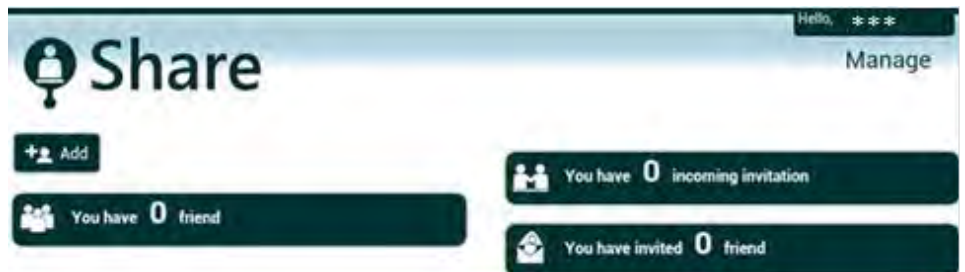 Hello, ***
Share
Manage
Add
You have 0 friend
You have 0 incoming invitation
You have invited 0 friend